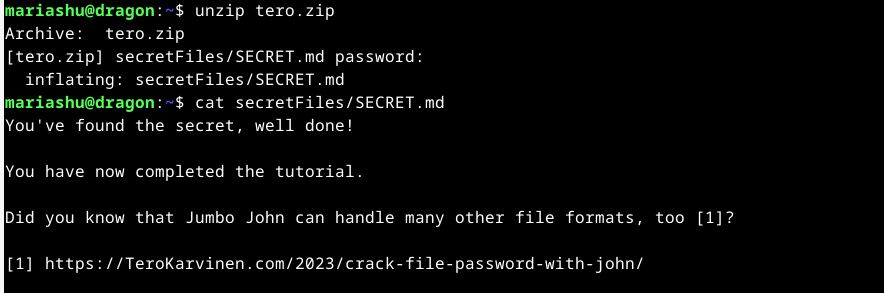 mariashu@dragon:~$ unzip tero.zip
Archive:  tero.zip
[tero.zip] secretFiles/SECRET.md password:
  inflating: secretFiles/SECRET.md
mariashu@dragon:~$ cat secretFiles/SECRET.md
You've found the secret, well done!
You have now completed the tutorial.
Did you know that Jumbo John can handle many other file formats, too [1]?
[1] https://TeroKarvinen.com/2023/crack-file-password-with-john/